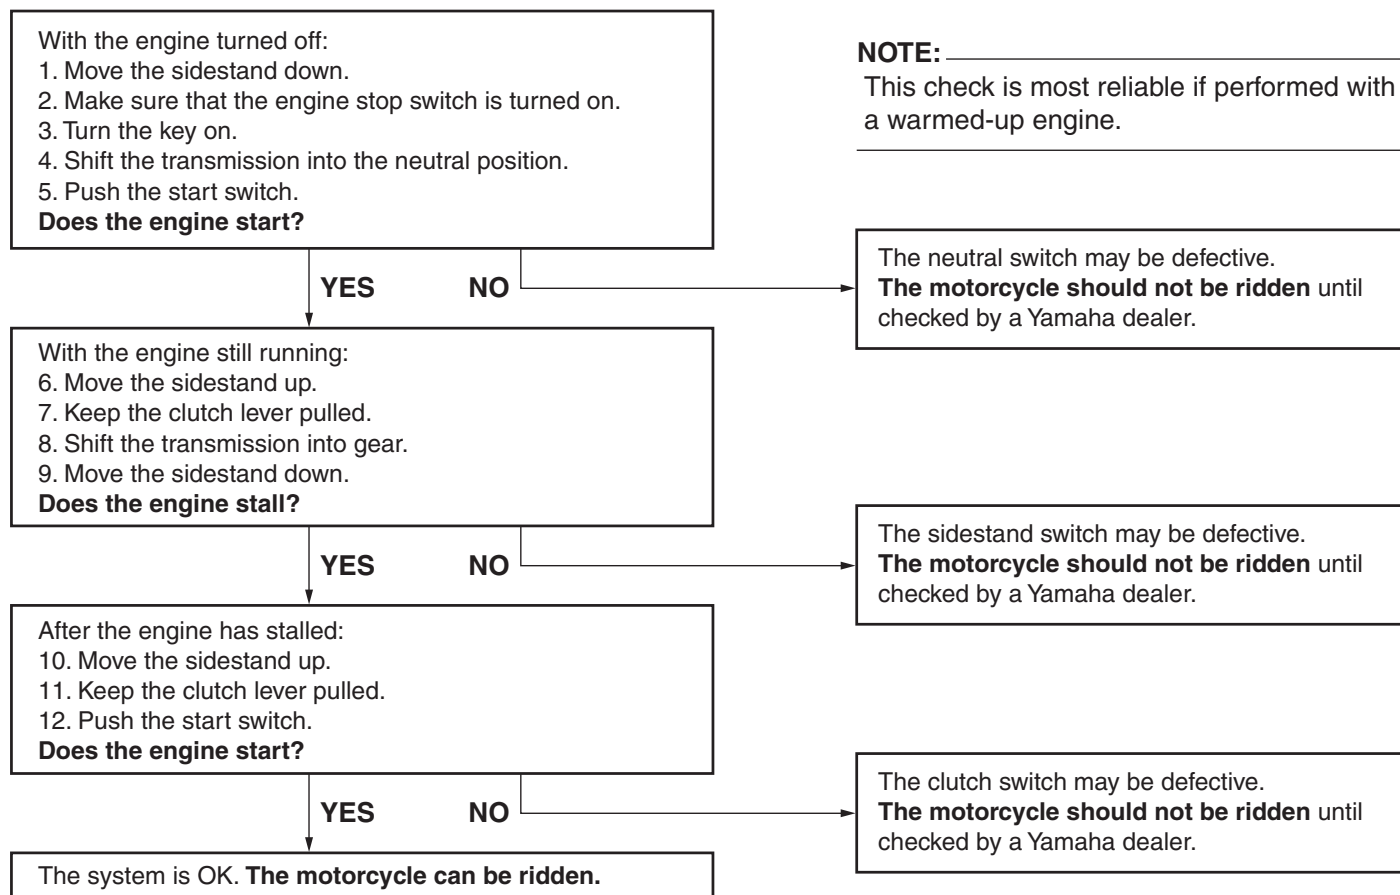 With the engine turned off:
1. Move the sidestand down.
2. Make sure that the engine stop switch is turned on.
3. Turn the key on.
4. Shift the transmission into the neutral position.
5. Push the start switch.
Does the engine start?
NOTE:
This check is most reliable if performed with
a warmed-up engine.
YES NO
The neutral switch may be defective.
The motorcycle should not be ridden until
checked by a Yamaha dealer.
With the engine still running:
6. Move the sidestand up.
7. Keep the clutch lever pulled.
8. Shift the transmission into gear.
9. Move the sidestand down.
Does the engine stall?
YES NO
The sidestand switch may be defective.
The motorcycle should not be ridden until
checked by a Yamaha dealer.
After the engine has stalled:
10. Move the sidestand up.
11. Keep the clutch lever pulled.
12. Push the start switch.
Does the engine start?
YES NO
The clutch switch may be defective.
The motorcycle should not be ridden until
checked by a Yamaha dealer.
The system is OK. The motorcycle can be ridden.